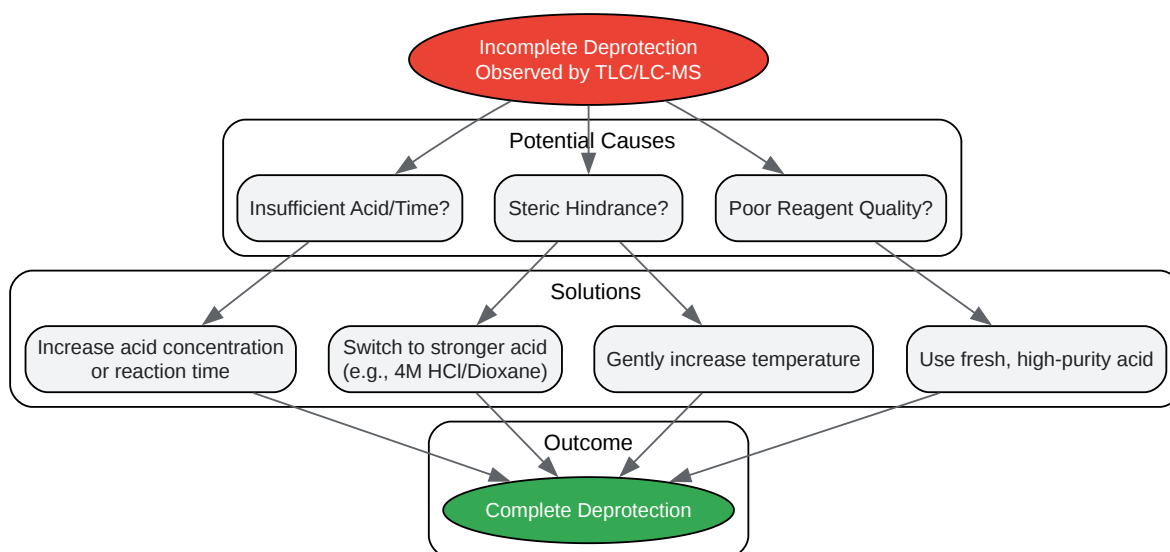 Incomplete Deprotection
Observed by TLC/LC-MS
Potential Causes
Insufficient Acid/Time?
Steric Hindrance?
Poor Reagent Quality?
Solutions
Increase acid concentration
or reaction time
Switch to stronger acid
(e.g., 4M HCl/Dioxane)
Gently increase temperature
Use fresh, high-purity acid
Outcome
Complete Deprotection